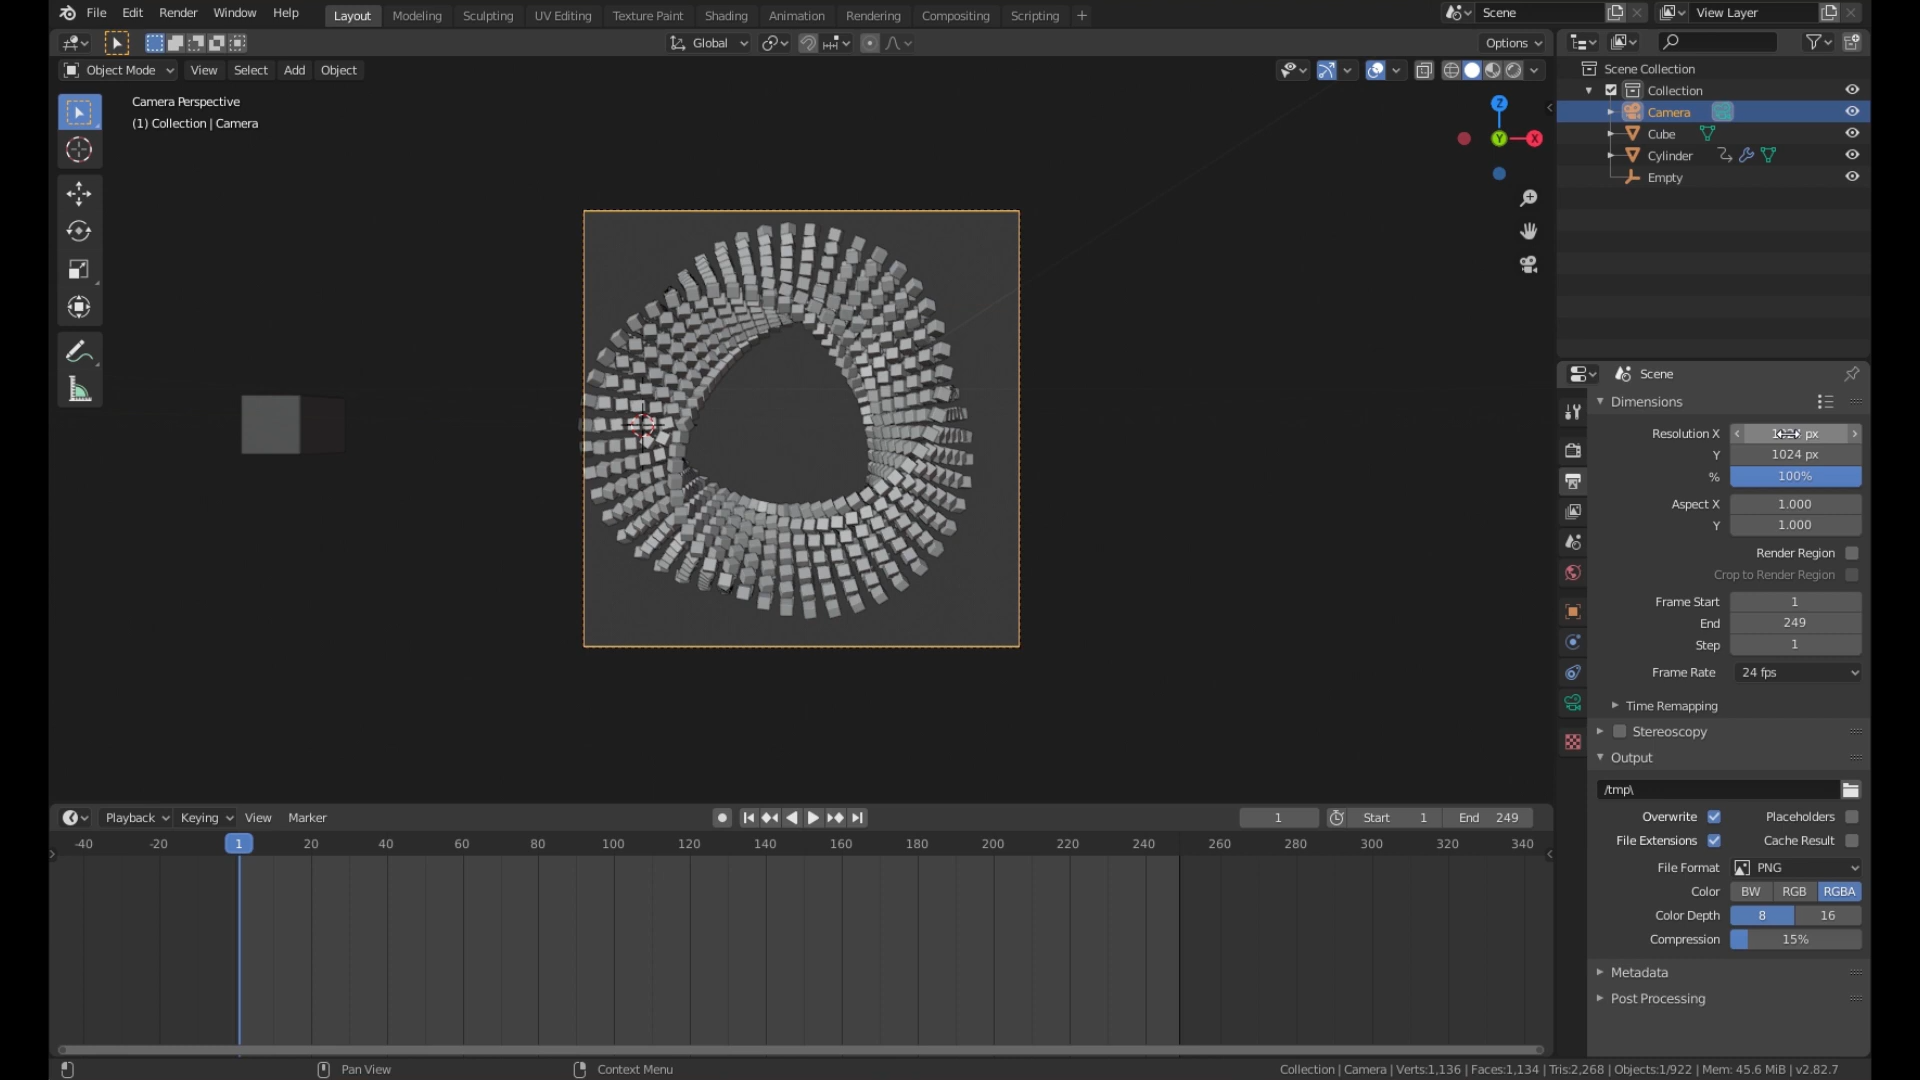 File Edit Render Window Help Layout Modeling Sculpting UV Editing Texture Paint Shading Animation Rendering Compositing Scripting + Scene View Layer
Global Options
Object Mode View Select Add Object
Camera Perspective
(1) Collection | Camera
Z
Y
X
Scene Collection
Collection
Camera
Cube
Cylinder
Empty
Scene
Dimensions
Resolution X px
Y 1024 px
% 100%
Aspect X 1.000
Y 1.000
Render Region
Crop to Render Region
Frame Start 1
End 249
Step 1
Frame Rate 24 fps
Time Remapping
Stereoscopy
Output
/tmp\
Overwrite Placeholders
File Extensions Cache Result
File Format PNG
Color BW RGB RGBA
Color Depth 8 16
Compression 15%
Metadata
Post Processing
Playback Keying View Marker 1 Start 1 End 249
-40 -20 1 20 40 60 80 100 120 140 160 180 200 220 240 260 280 300 320 340
Pan View Context Menu Collection | Camera | Verts:1,136 | Faces:1,134 | Tris:2,268 | Objects:1/922 | Mem: 45.6 MiB | v2.82.7